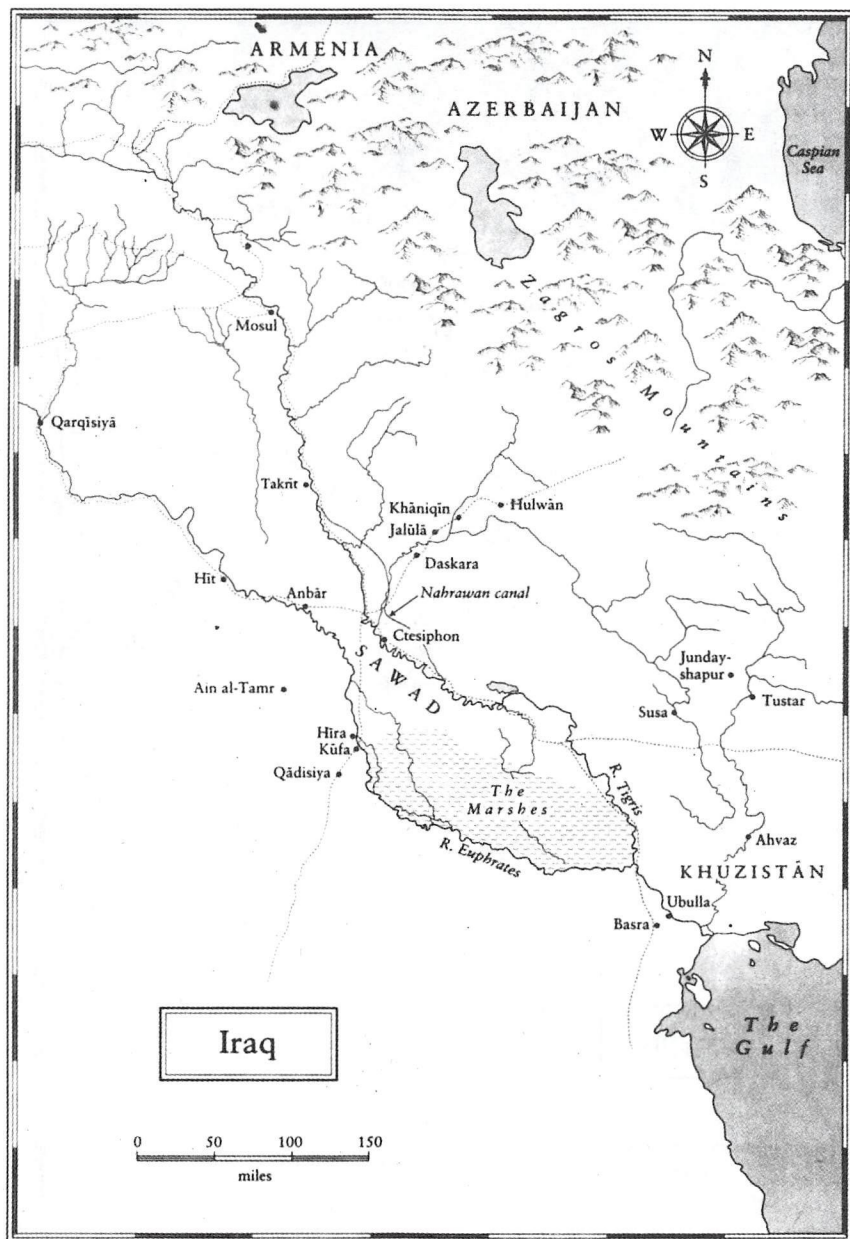 ARMENIA
N
AZERBAIJAN
W
E
Caspian
Sea
S
Zagros Mountains
Mosul
Qarqīsiyā
Takrīt
Khāniqīn
Hulwān
Jalūlā
Daskara
Hīt
Anbār
Nahrawan canal
Ctesiphon
SAWAD
Junday-
shapur
Ain al-Tamr
Tustar
Susa
Hīra
Kūfa
Qādisiya
The
Marshes
R. Tigris
Ahvaz
R. Euphrates
KHUZISTĀN
Ubulla
Basra
The
Gulf
Iraq
0 50 100 150
miles